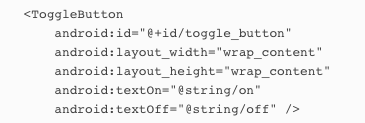 <ToggleButton
    android:id="@+id/toggle_button"
    android:layout_width="wrap_content"
    android:layout_height="wrap_content"
    android:textOn="@string/on"
    android:textOff="@string/off" />